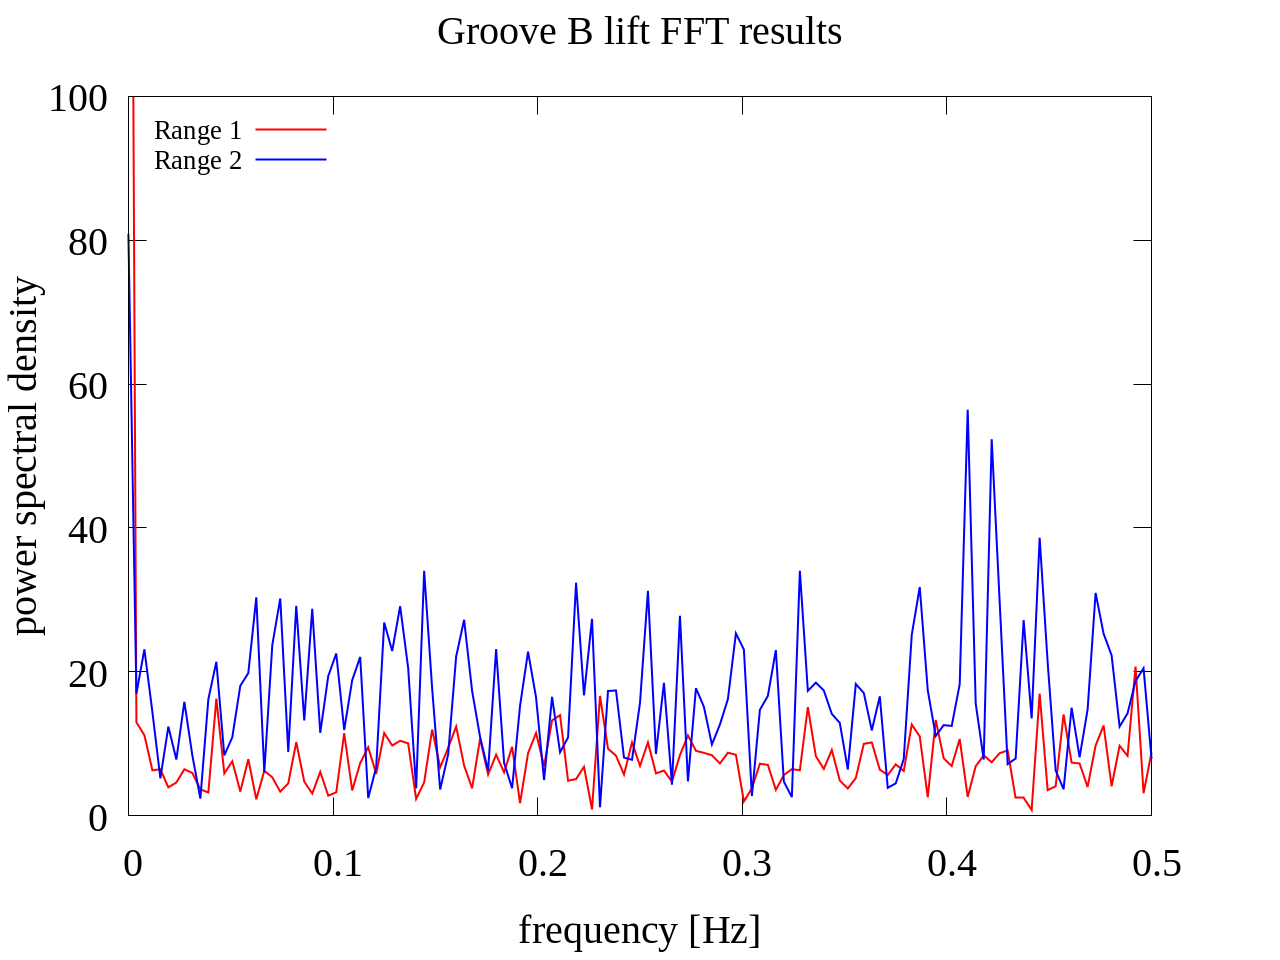 Groove B lift FFT results
100
80
60
40
20
0
Range 1
Range 2
power spectral density
0 0.1 0.2 0.3 0.4 0.5
frequency [Hz]